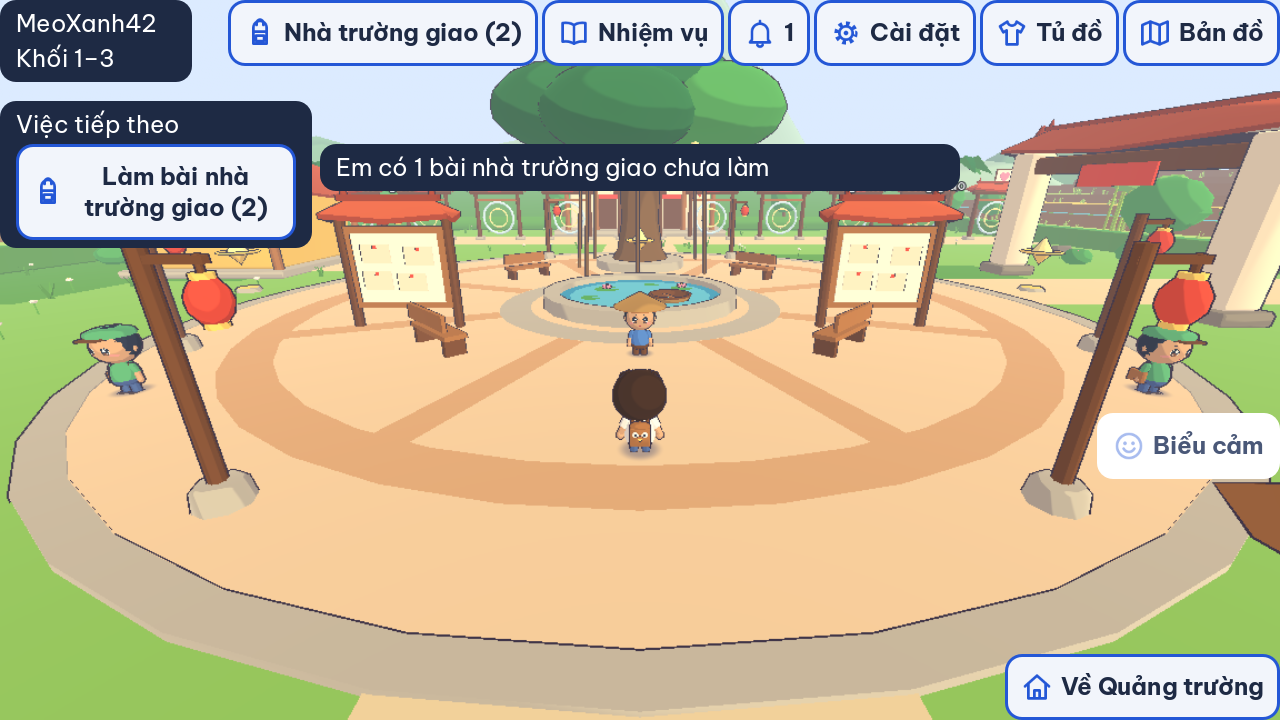 MeoXanh42
Khối 1–3
Nhà trường giao (2)
Nhiệm vụ
1
Cài đặt
Tủ đồ
Bản đồ
Việc tiếp theo
Làm bài nhà
trường giao (2)
Em có 1 bài nhà trường giao chưa làm
Biểu cảm
Về Quảng trường